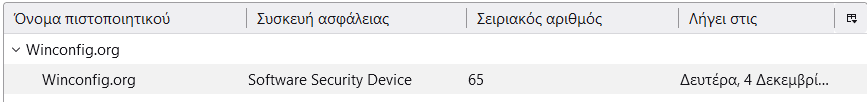 Όνομα πιστοποιητικού Συσκευή ασφάλειας Σειριακός αριθμός Λήγει στις
Winconfig.org
Winconfig.org Software Security Device 65 Δευτέρα, 4 Δεκεμβρί...